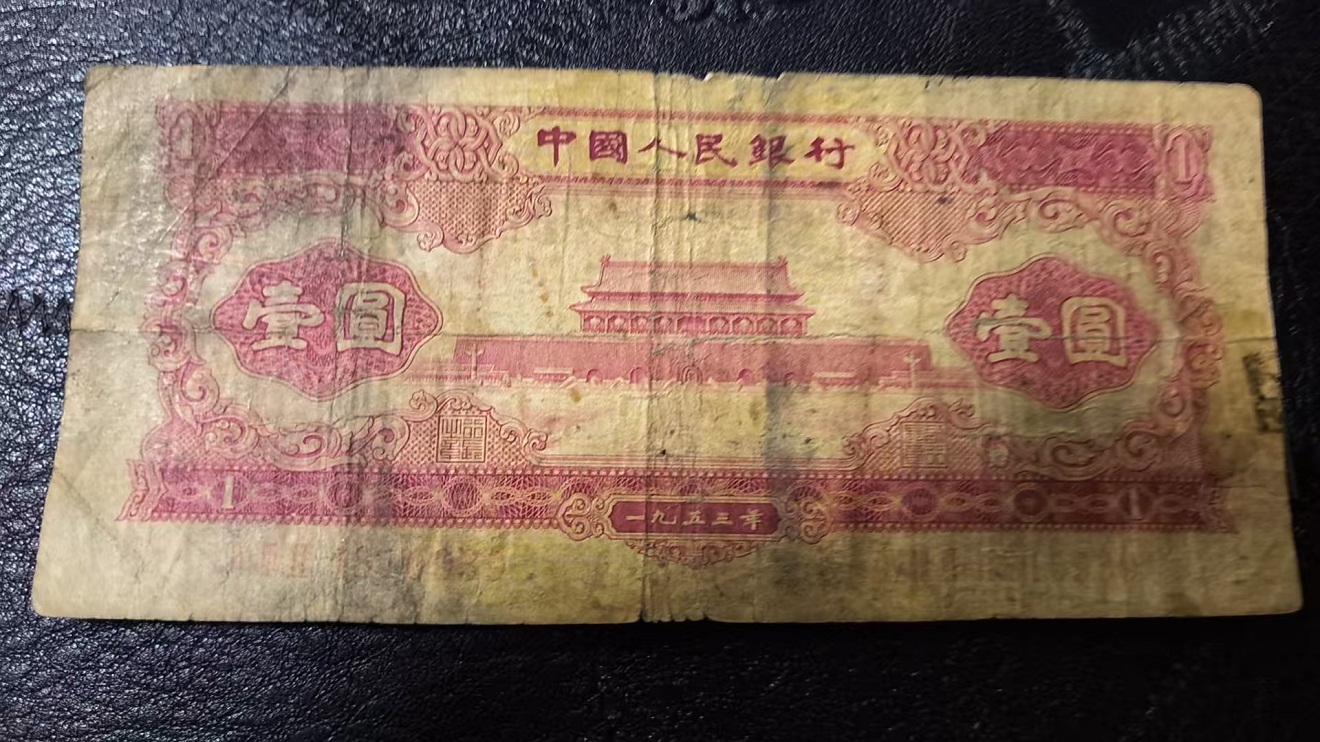 中國人民銀行
1 1
壹圓 壹圓
1 1
一九五三年